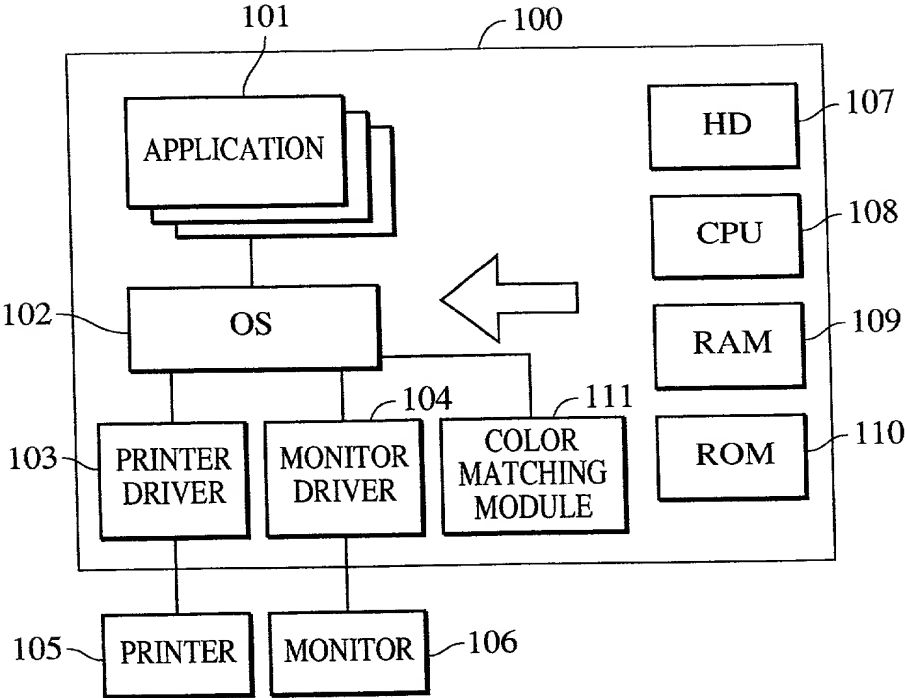 101
100
APPLICATION
HD
107
CPU
108
102
OS
RAM
109
104
111
103
PRINTER
DRIVER
MONITOR
DRIVER
COLOR
MATCHING
MODULE
ROM
110
105
PRINTER
MONITOR
106